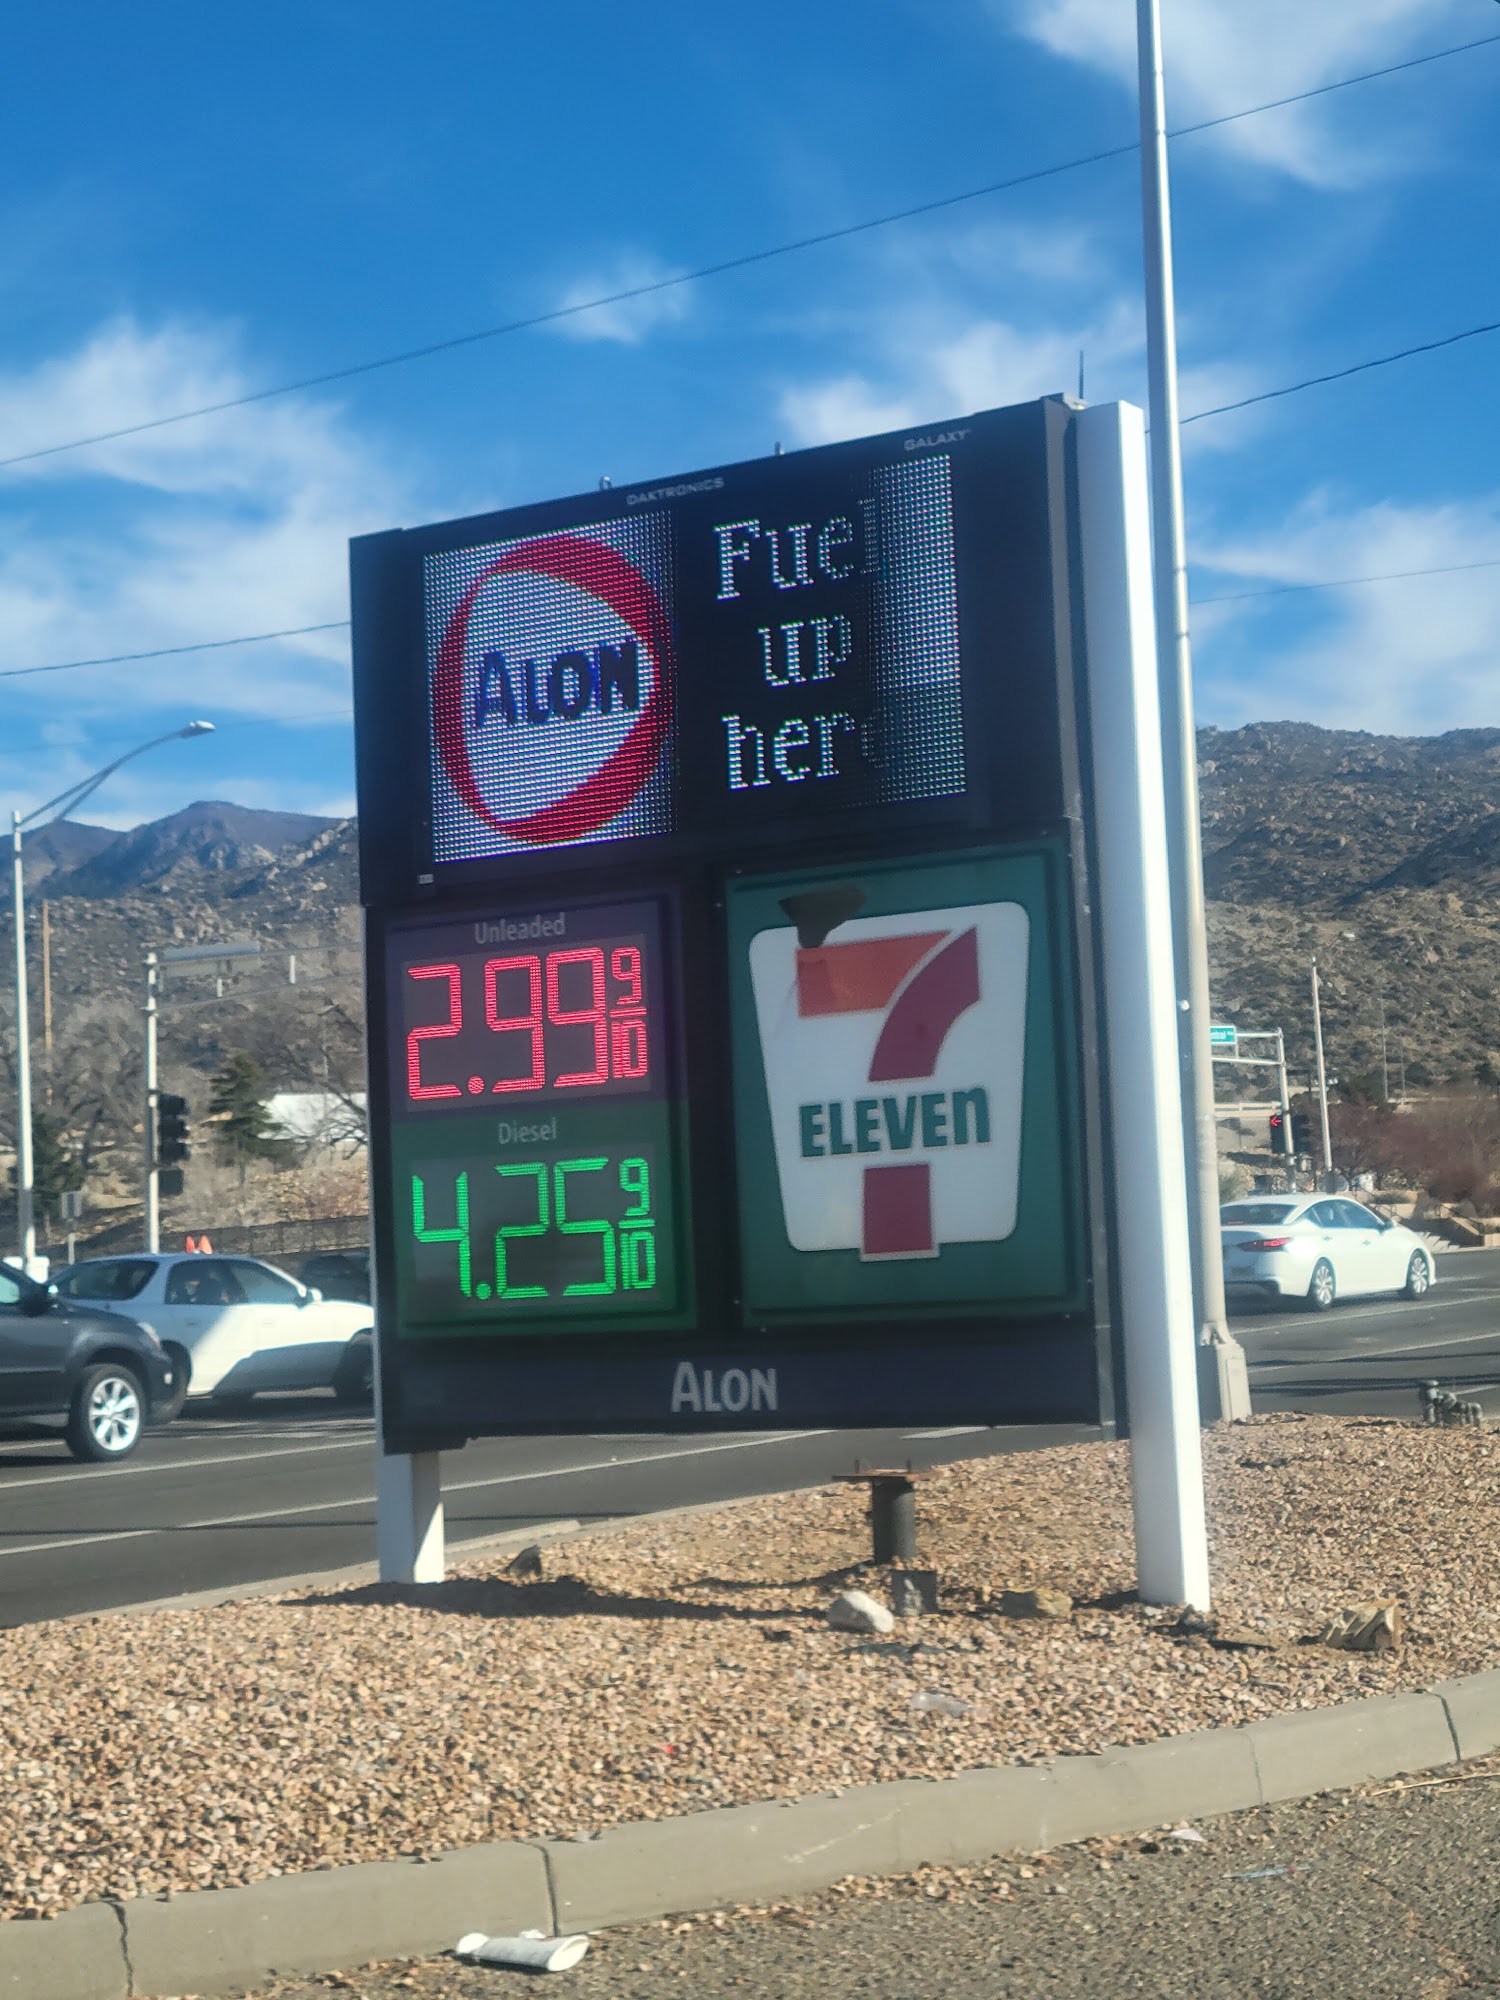 DAKTRONICS
GALAXY
ALON
Fuel
up
here
Unleaded
2.99 9/10
Diesel
4.25 9/10
7
ELEVEn
ALON